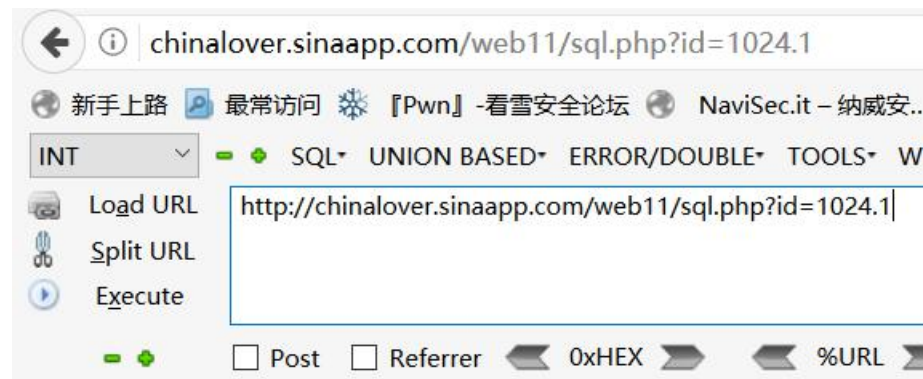 chinalover.sinaapp.com/web11/sql.php?id=1024.1
新手上路 最常访问 『Pwn』-看雪安全论坛 NaviSec.it – 纳威安...
INT SQL▾ UNION BASED▾ ERROR/DOUBLE▾ TOOLS▾ W
Load URL http://chinalover.sinaapp.com/web11/sql.php?id=1024.1
Split URL
Execute
Post Referrer 0xHEX %URL